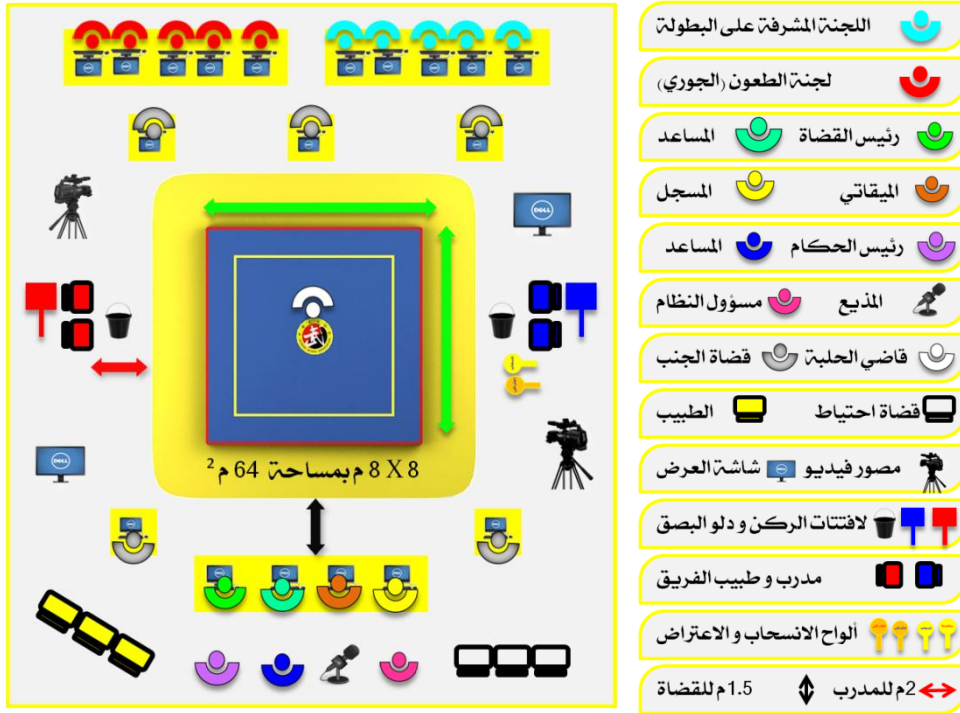 اللجنة المشرفة على البطولة
لجنة الطعون (الجوري)
رئيس القضاة المساعد
الميقاتي المسجل
رئيس الحكام المساعد
المذيع مسؤول النظام
قاضي الحلبة قضاة الجنب
قضاة احتياط الطبيب
مصور فيديو شاشة العرض
لافتتات الركن و دلو البصق
مدرب و طبيب الفريق
ألواح الانسحاب و الاعتراض
2م للمدرب 1.5م للقضاة
8 X 8 م بمساحة 64 م²
DELL